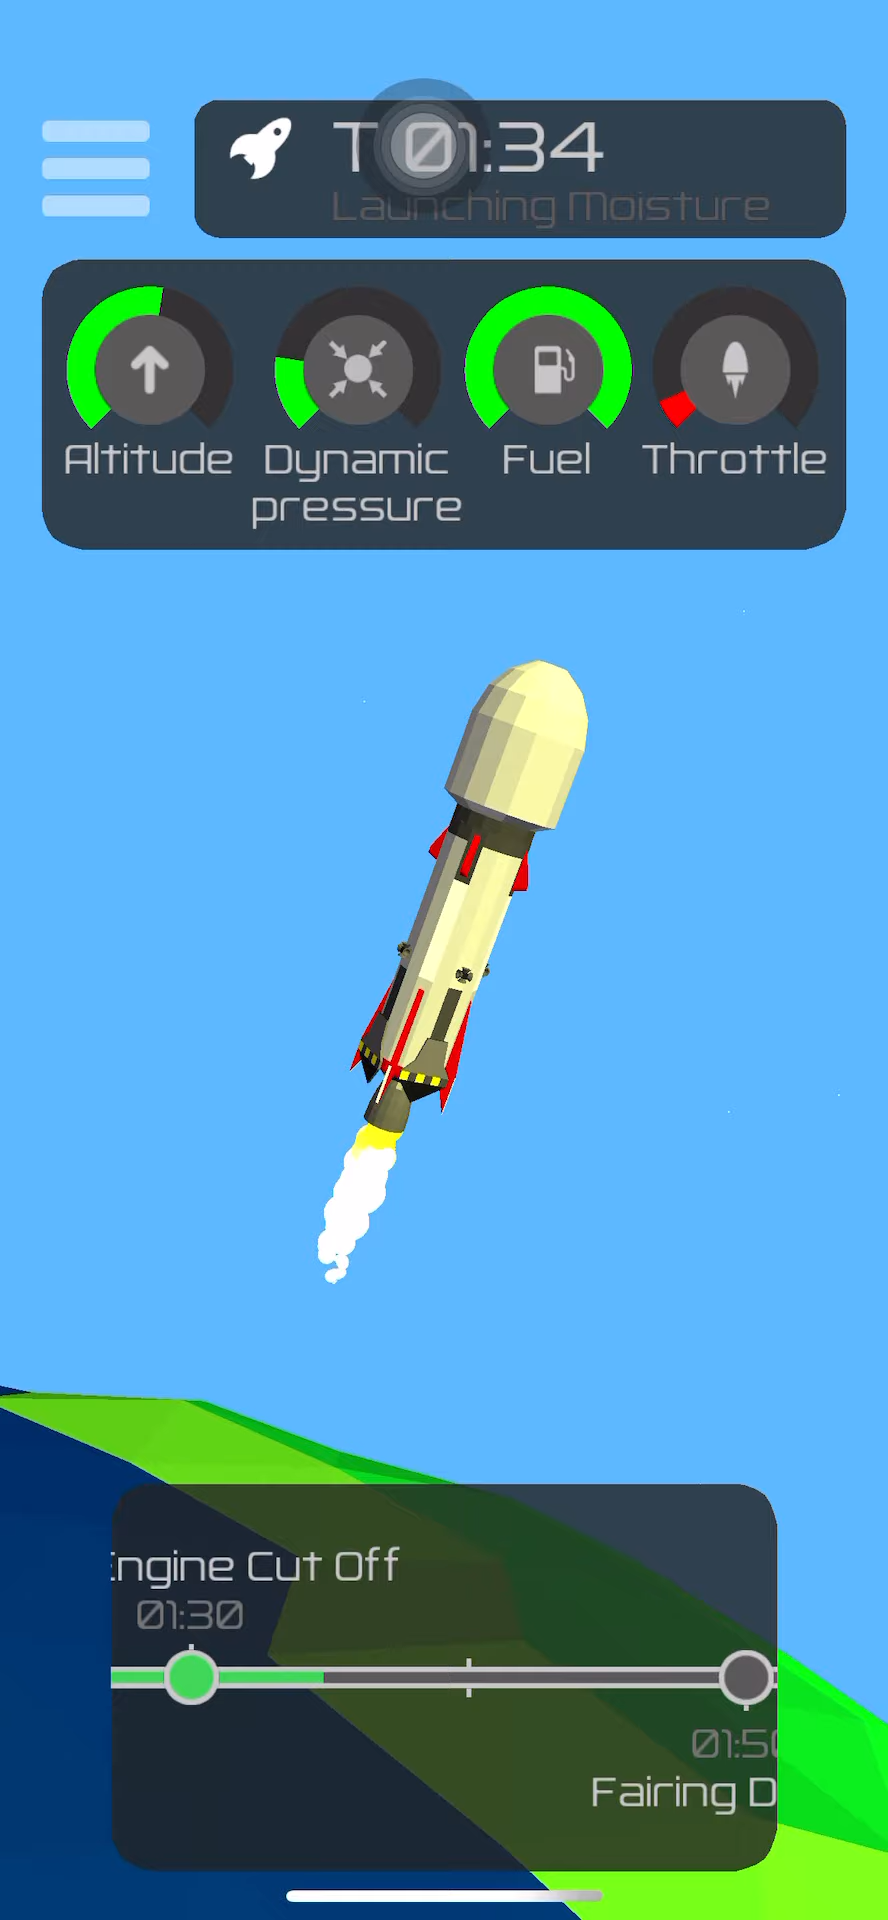 T 01:34
Launching Moisture
Altitude
Dynamic pressure
Fuel
Throttle
Engine Cut Off
01:30
01:50
Fairing D